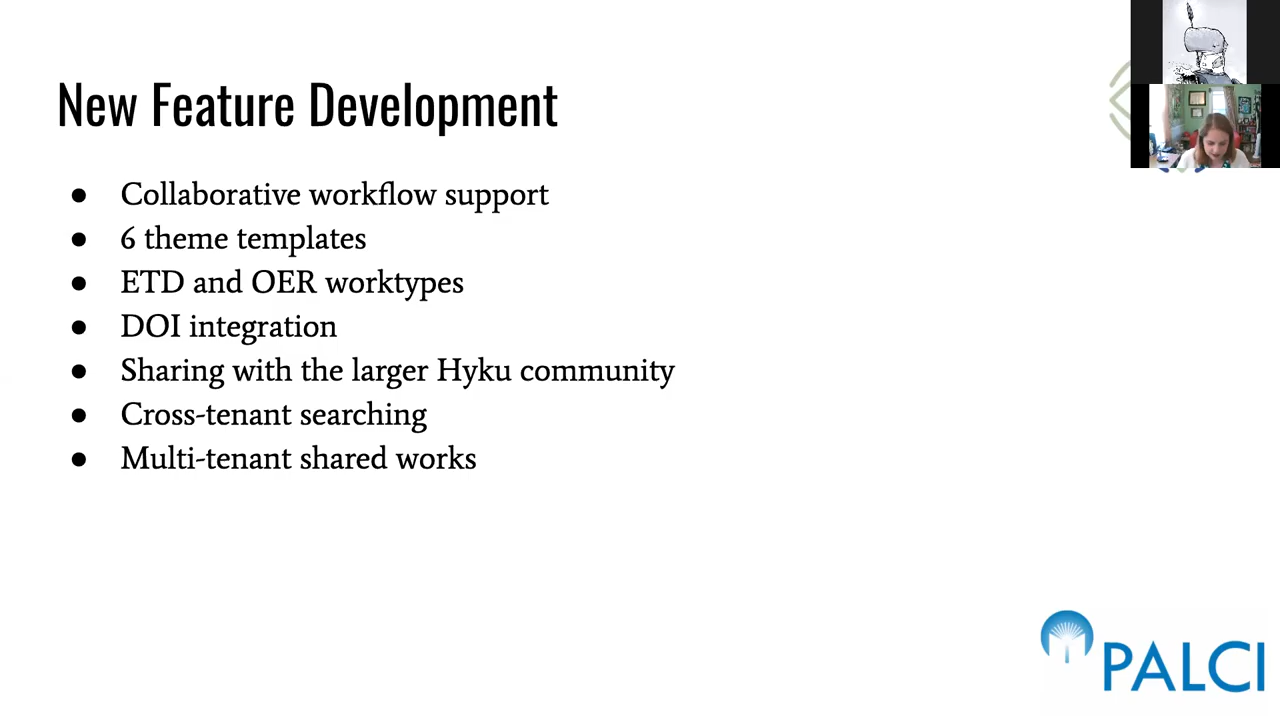 New Feature Development
● Collaborative workflow support
● 6 theme templates
● ETD and OER worktypes
● DOI integration
● Sharing with the larger Hyku community
● Cross-tenant searching
● Multi-tenant shared works
PALCI